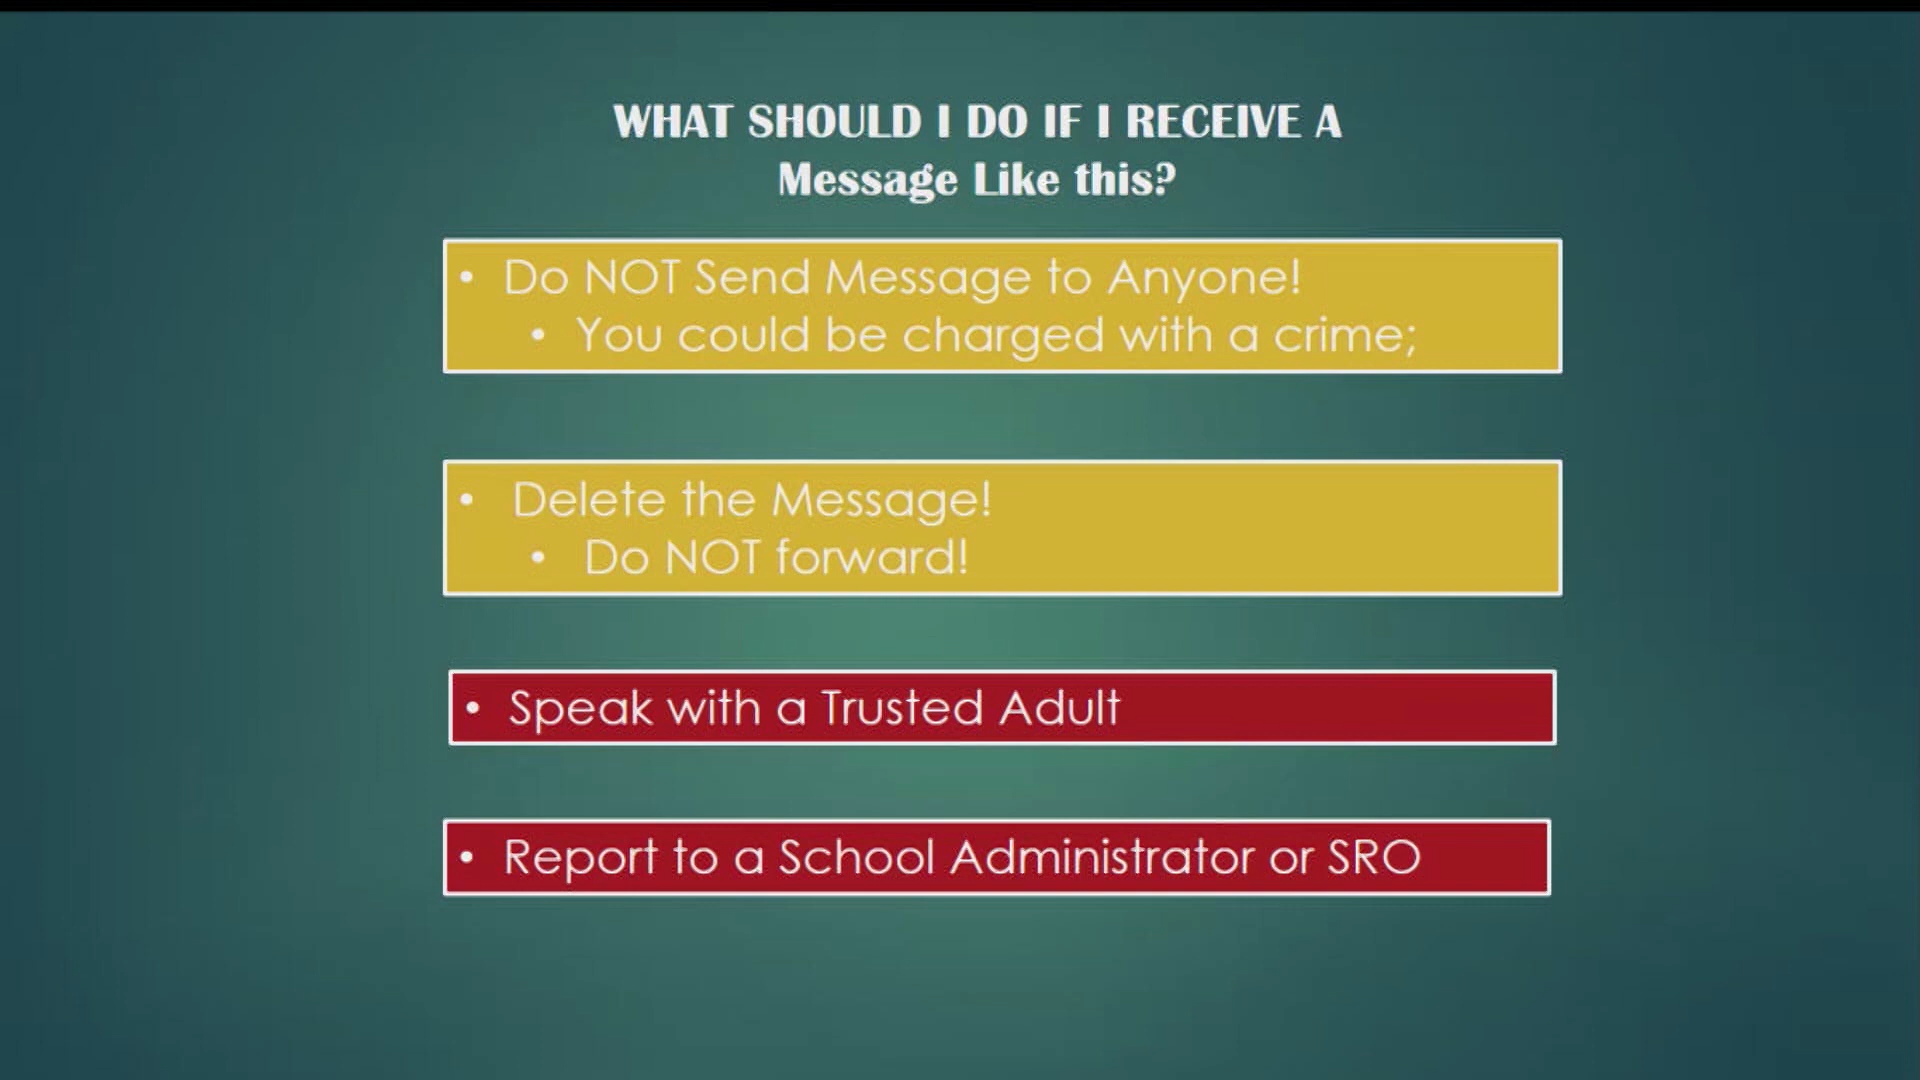 WHAT SHOULD I DO IF I RECEIVE A
Message Like this?
• Do NOT Send Message to Anyone!
• You could be charged with a crime;
• Delete the Message!
• Do NOT forward!
• Speak with a Trusted Adult
• Report to a School Administrator or SRO